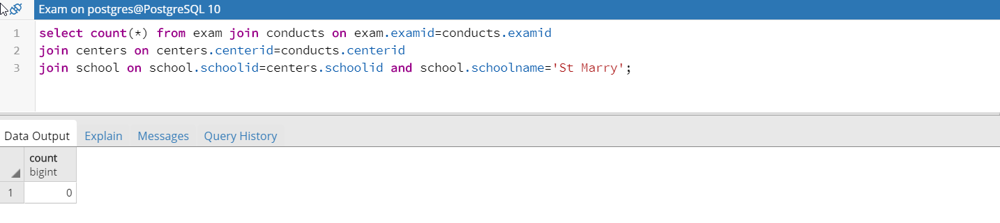 Exam on postgres@PostgreSQL 10
1 select count(*) from exam join conducts on exam.examid=conducts.examid
2 join centers on centers.centerid=conducts.centerid
3 join school on school.schoolid=centers.schoolid and school.schoolname='St Marry';
Data Output Explain Messages Query History
count
bigint
1 0